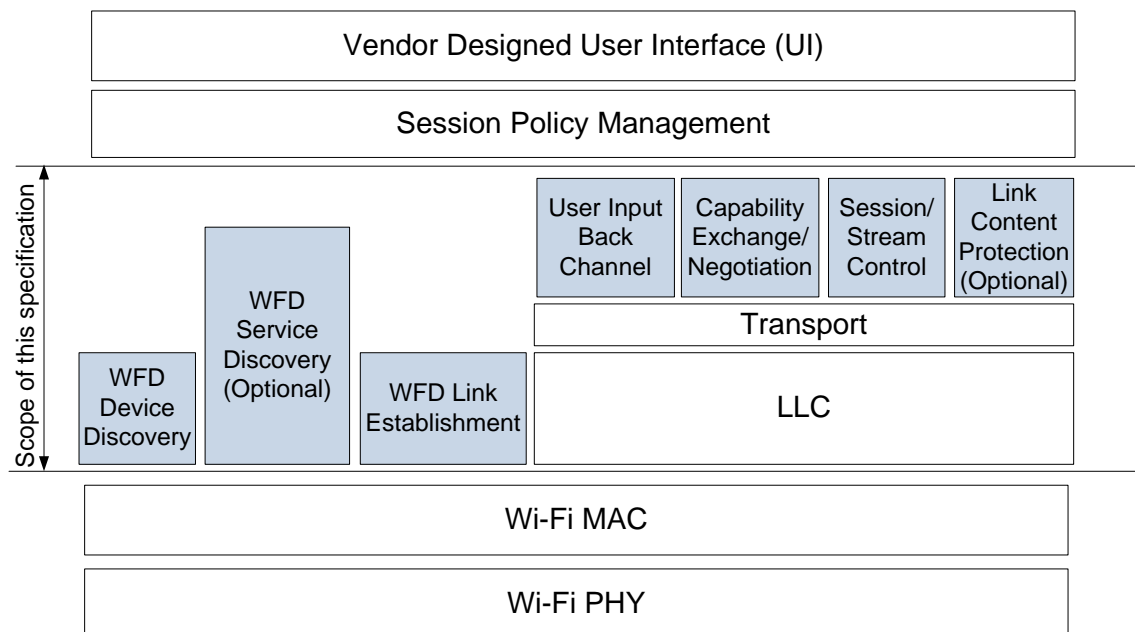 Vendor Designed User Interface (UI)
Session Policy Management
Scope of this specification
User Input
Back
Channel
Capability
Exchange/
Negotiation
Session/
Stream
Control
Link
Content
Protection
(Optional)
Transport
LLC
WFD
Device
Discovery
WFD
Service
Discovery
(Optional)
WFD Link
Establishment
Wi-Fi MAC
Wi-Fi PHY